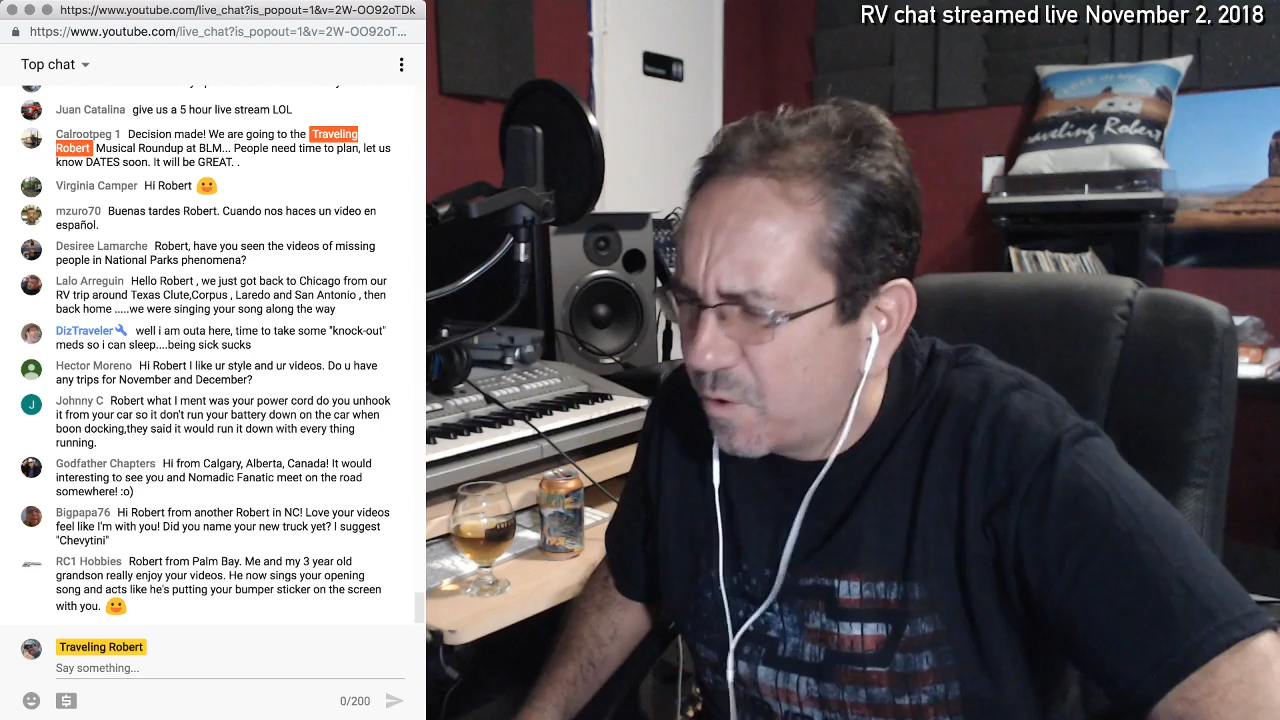 https://www.youtube.com/live_chat?is_popout=1&v=2W-OO92oTDk
RV chat streamed live November 2, 2018
https://www.youtube.com/live_chat?is_popout=1&v=2W-OO92oT...
Top chat
Juan Catalina give us a 5 hour live stream LOL
Calrootpeg 1 Decision made! We are going to the Traveling
Robert Musical Roundup at BLM... People need time to plan, let us
know DATES soon. It will be GREAT. .
Virginia Camper Hi Robert
mzuro70 Buenas tardes Robert. Cuando nos haces un video en
español.
Desiree Lamarche Robert, have you seen the videos of missing
people in National Parks phenomena?
Lalo Arreguin Hello Robert , we just got back to Chicago from our
RV trip around Texas Clute,Corpus , Laredo and San Antonio , then
back home .....we were singing your song along the way
DizTraveler well i am outa here, time to take some "knock-out"
meds so i can sleep....being sick sucks
Hector Moreno Hi Robert I like ur style and ur videos. Do u have
any trips for November and December?
J
Johnny C Robert what I ment was your power cord do you unhook
it from your car so it don't run your battery down on the car when
boon docking,they said it would run it down with every thing
running.
Godfather Chapters Hi from Calgary, Alberta, Canada! It would
interesting to see you and Nomadic Fanatic meet on the road
somewhere! :o)
Bigpapa76 Hi Robert from another Robert in NC! Love your videos
feel like I'm with you! Did you name your new truck yet? I suggest
"Chevytini"
RC1 Hobbies Robert from Palm Bay. Me and my 3 year old
grandson really enjoy your videos. He now sings your opening
song and acts like he's putting your bumper sticker on the screen
with you.
Traveling Robert
Say something...
0/200
Traveling Robert